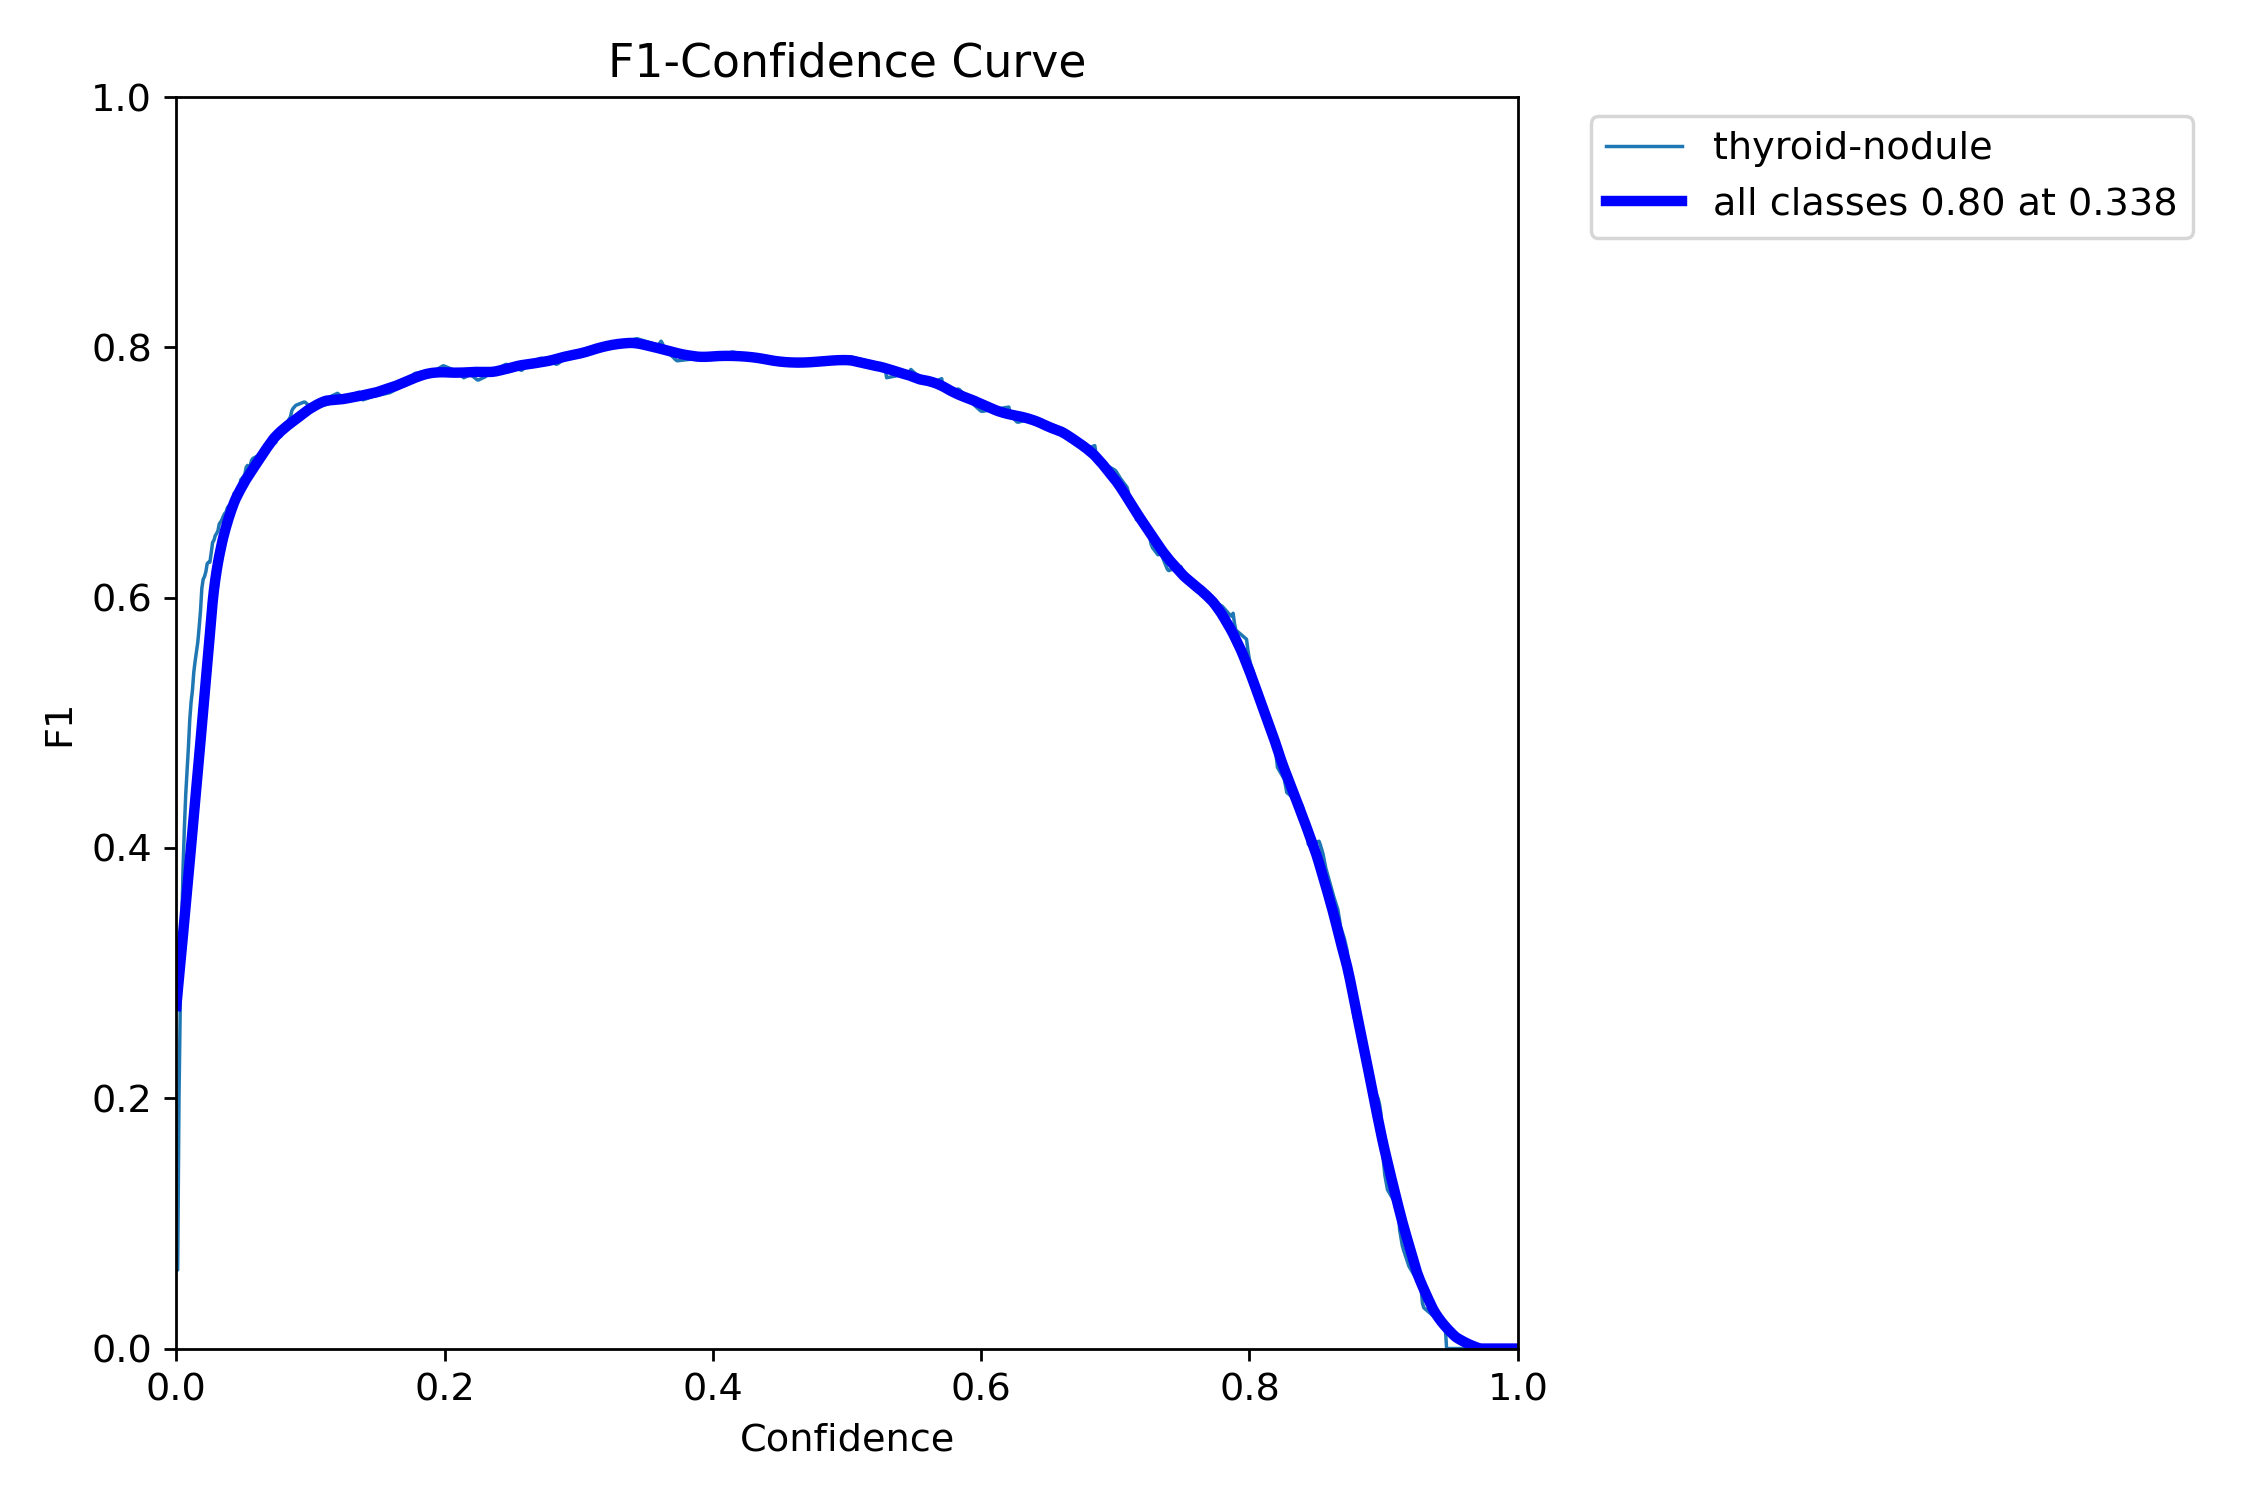 F1-Confidence Curve
thyroid-nodule
all classes 0.80 at 0.338
1.0
0.8
0.6
0.4
0.2
0.0
F1
0.0 0.2 0.4 0.6 0.8 1.0
Confidence